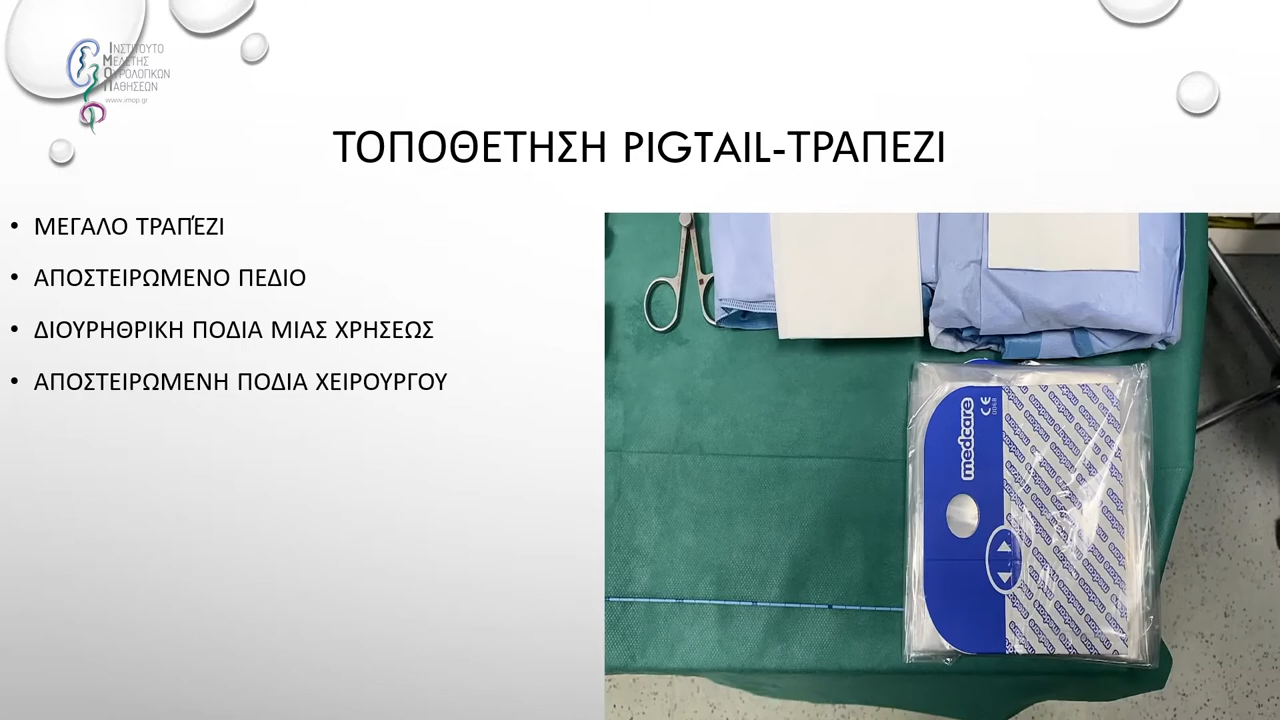 ΙΝΣΤΙΤΟΥΤΟ
ΜΕΛΕΤΗΣ
ΟΥΡΟΛΟΓΙΚΩΝ
ΠΑΘΗΣΕΩΝ
www.imop.gr
ΤΟΠΟΘΕΤΗΣΗ PIGTAIL-ΤΡΑΠΕΖΙ
• ΜΕΓΑΛΟ ΤΡΑΠΈΖΙ
• ΑΠΟΣΤΕΙΡΩΜΕΝΟ ΠΕΔΙΟ
• ΔΙΟΥΡΗΘΡΙΚΗ ΠΟΔΙΑ ΜΙΑΣ ΧΡΗΣΕΩΣ
• ΑΠΟΣΤΕΙΡΩΜΕΝΗ ΠΟΔΙΑ ΧΕΙΡΟΥΡΓΟΥ
medcare
CE